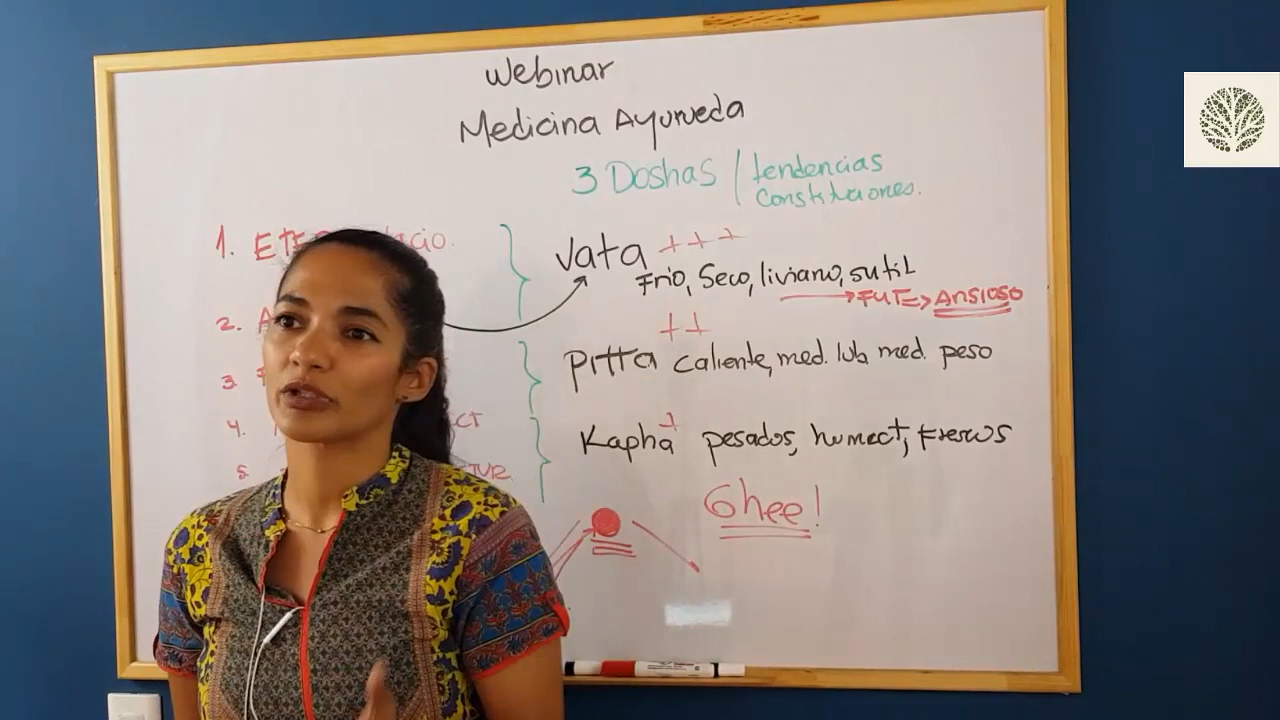 Webinar
Medicina Ayurveda
3 Doshas / tendencias
Constituciones.
1.
Vata +++
Frio, Seco, liviano, sutil
FUT => ANSIOSO
2.
++
Pitta caliente, med. lub med. peso
3
4.
+
Kapha pesados, humect, Frescos
5
Ghee!